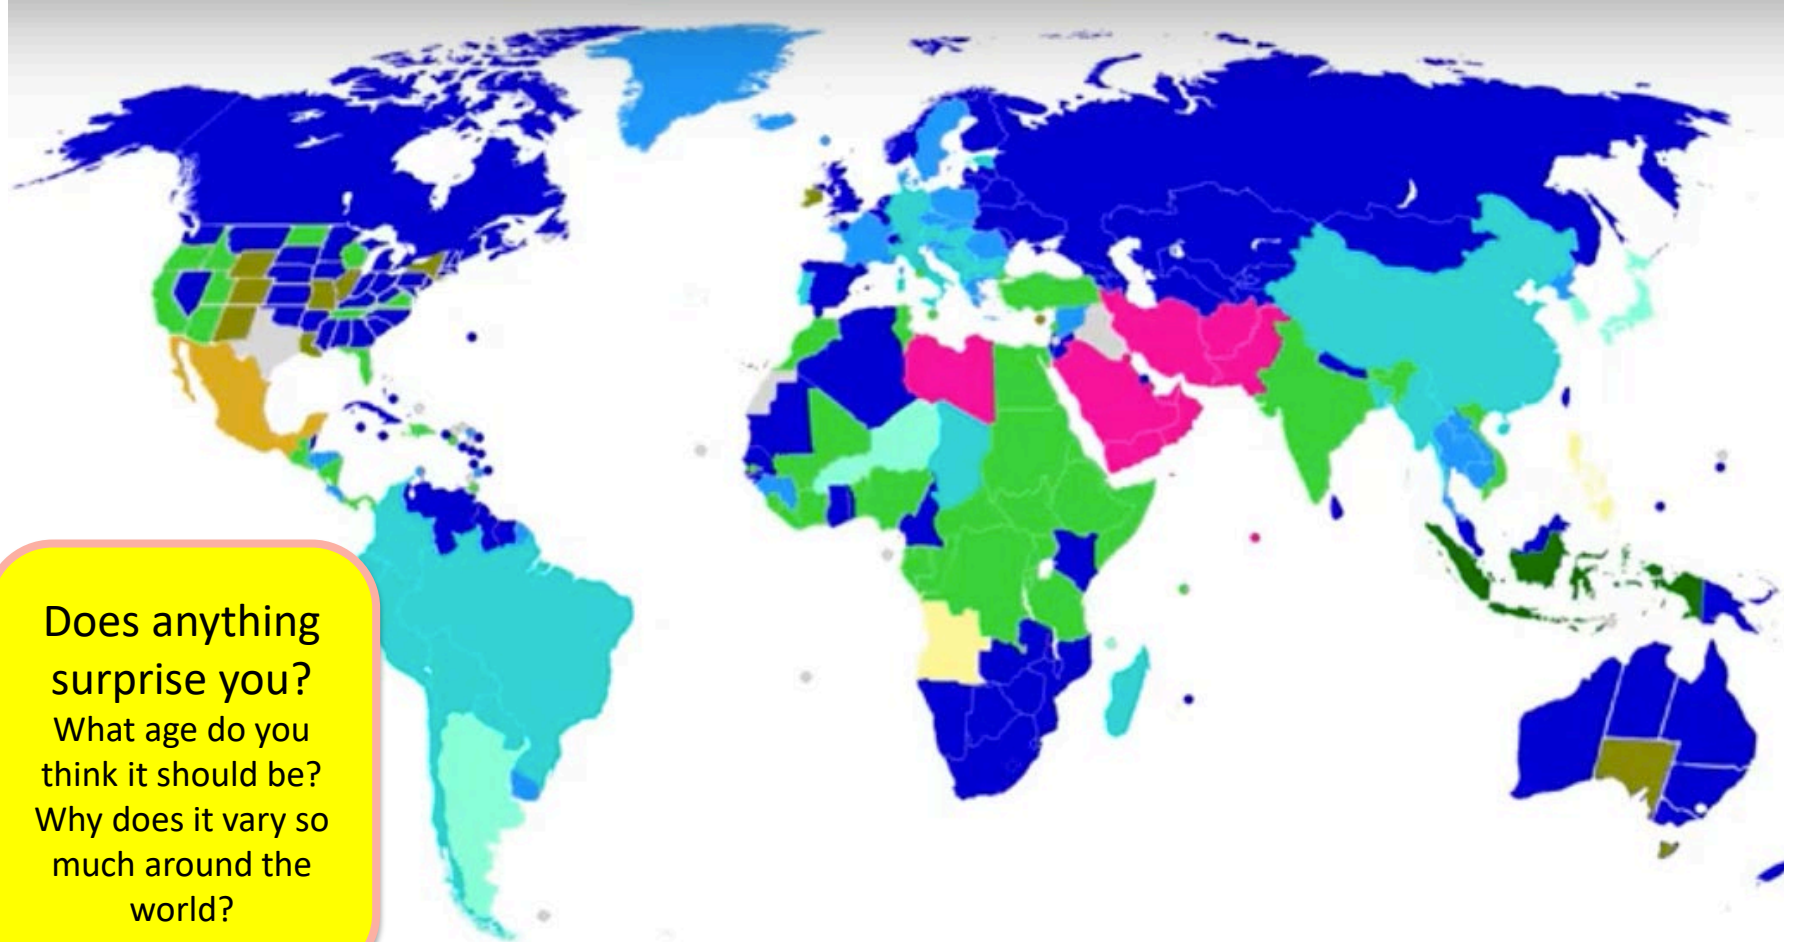 Does anything
surprise you?
What age do you
think it should be?
Why does it vary so
much around the
world?